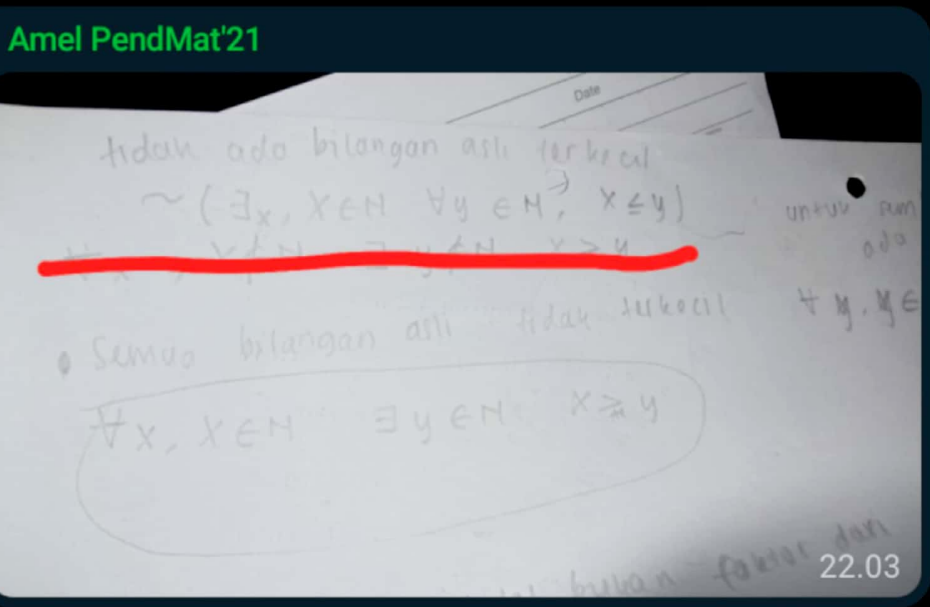 Amel PendMat'21
Date
tidak ada bilangan asli terkecil
~(∃x, x∈N ∀y ∈N, x≤y)
untuk
ada
x∉N ∃ y∉N x>y
• Semua bilangan asli tidak terkecil
∀ y, y ∈
∀x, x∈N ∃y∈N x≥y
bukan faktor dari
22.03